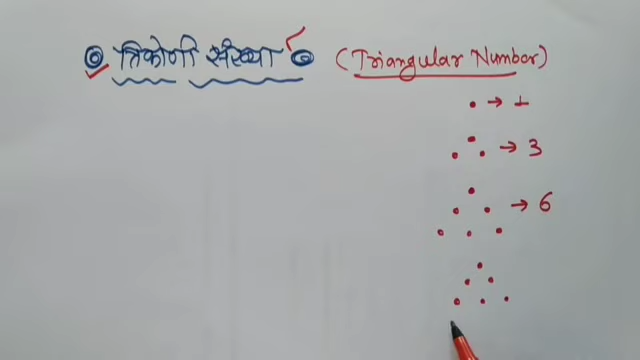 त्रिकोणी संख्या (Triangular Number)
→ 1
→ 3
→ 6